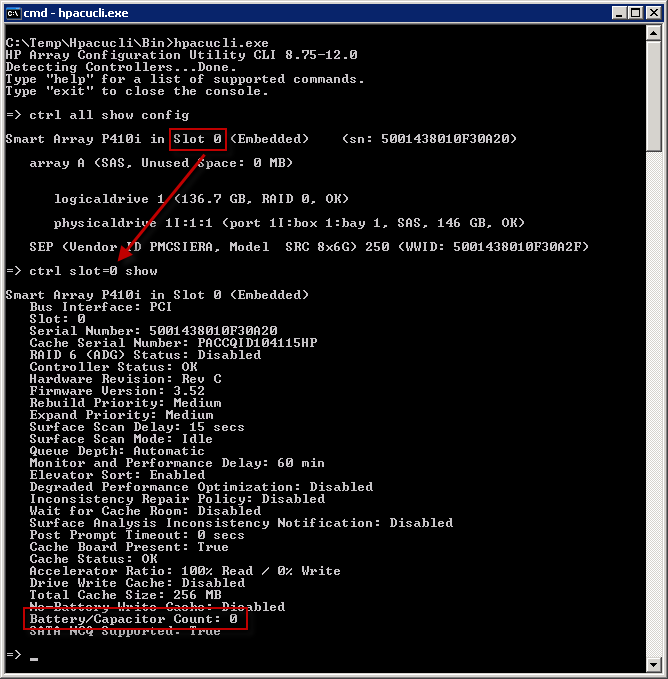 cmd - hpacucli.exe
C:\Temp\Hpacucli\Bin>hpacucli.exe
HP Array Configuration Utility CLI 8.75-12.0
Detecting Controllers...Done.
Type "help" for a list of supported commands.
Type "exit" to close the console.
=> ctrl all show config
Smart Array P410i in Slot 0 (Embedded)    (sn: 5001438010F30A20)
array A (SAS, Unused Space: 0 MB)
logicaldrive 1 (136.7 GB, RAID 0, OK)
physicaldrive 1I:1:1 (port 1I:box 1:bay 1, SAS, 146 GB, OK)
SEP (Vendor ID PMCSIERA, Model  SRC 8x6G) 250 (WWID: 5001438010F30A2F)
=> ctrl slot=0 show
Smart Array P410i in Slot 0 (Embedded)
Bus Interface: PCI
Slot: 0
Serial Number: 5001438010F30A20
Cache Serial Number: PACCQID104115HP
RAID 6 (ADG) Status: Disabled
Controller Status: OK
Hardware Revision: Rev C
Firmware Version: 3.52
Rebuild Priority: Medium
Expand Priority: Medium
Surface Scan Delay: 15 secs
Surface Scan Mode: Idle
Queue Depth: Automatic
Monitor and Performance Delay: 60 min
Elevator Sort: Enabled
Degraded Performance Optimization: Disabled
Inconsistency Repair Policy: Disabled
Wait for Cache Room: Disabled
Surface Analysis Inconsistency Notification: Disabled
Post Prompt Timeout: 0 secs
Cache Board Present: True
Cache Status: OK
Accelerator Ratio: 100% Read / 0% Write
Drive Write Cache: Disabled
Total Cache Size: 256 MB
No-Battery Write Cache: Disabled
Battery/Capacitor Count: 0
SATA NCQ Supported: True
=> _